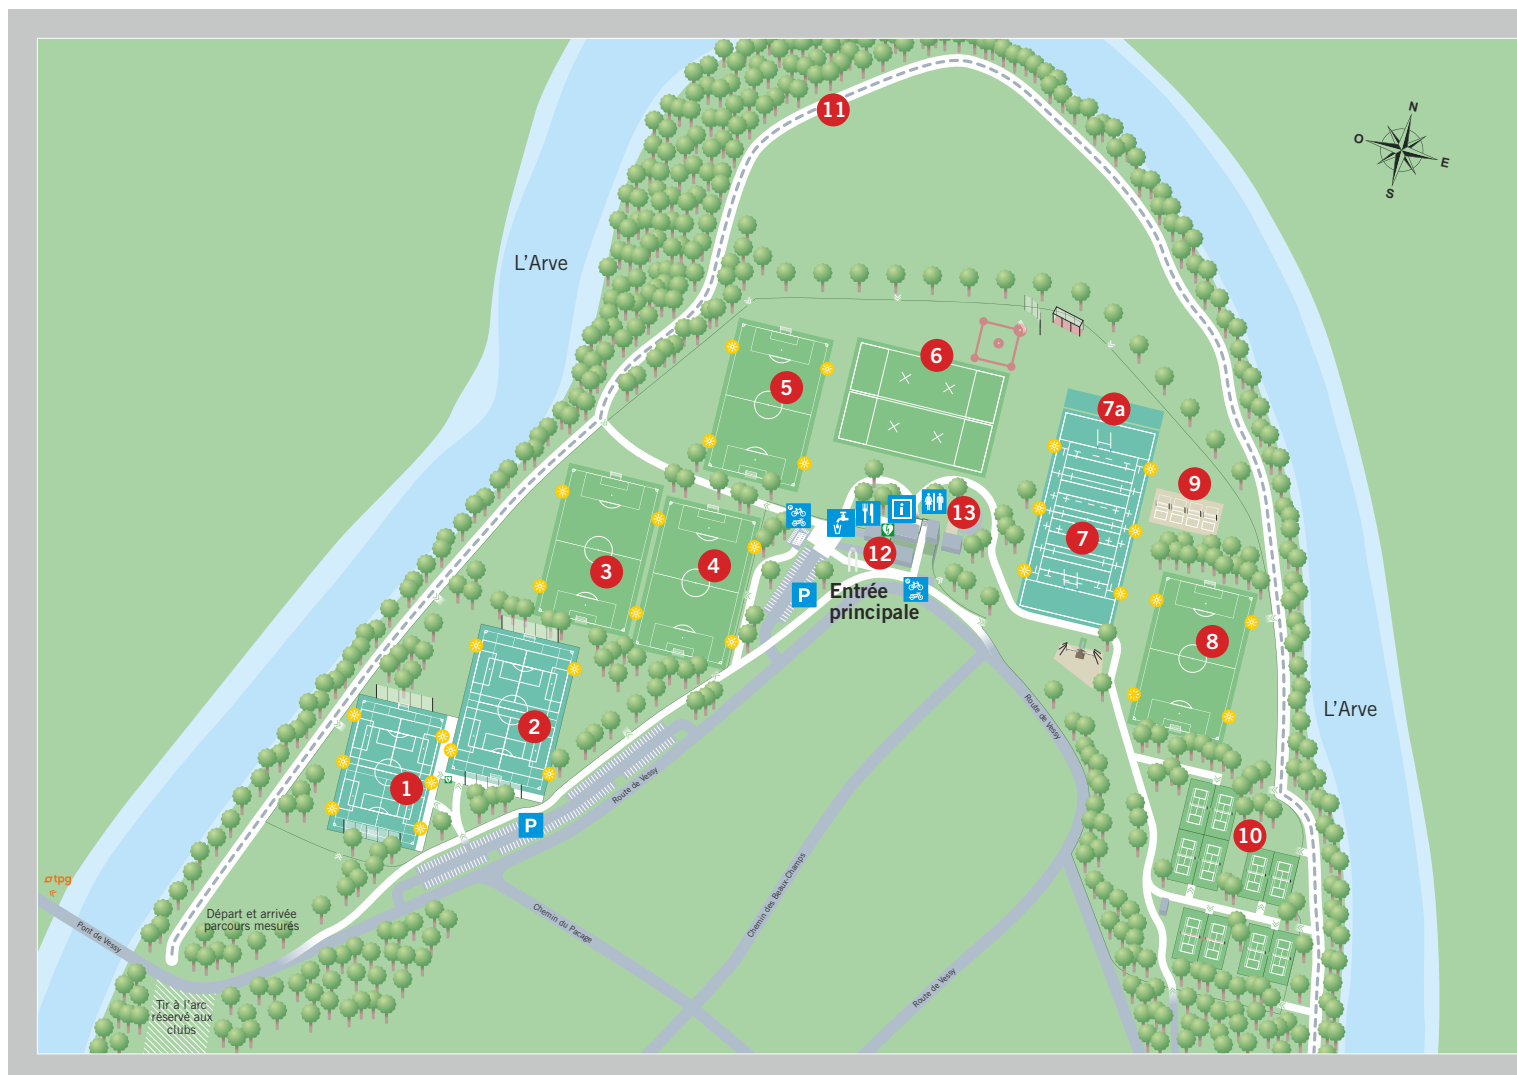 11
N
O
E
S
L'Arve
6
5
7a
9
i
13
7
12
3
4
P
Entrée
principale
8
2
L'Arve
Route de Vessy
1
Route de Vessy
P
10
tpg
Départ et arrivée
parcours mesurés
Pont de Vessy
Chemin du Pacage
Chemin des Beaux-Champs
Route de Vessy
Tir à l'arc
réservé aux
clubs